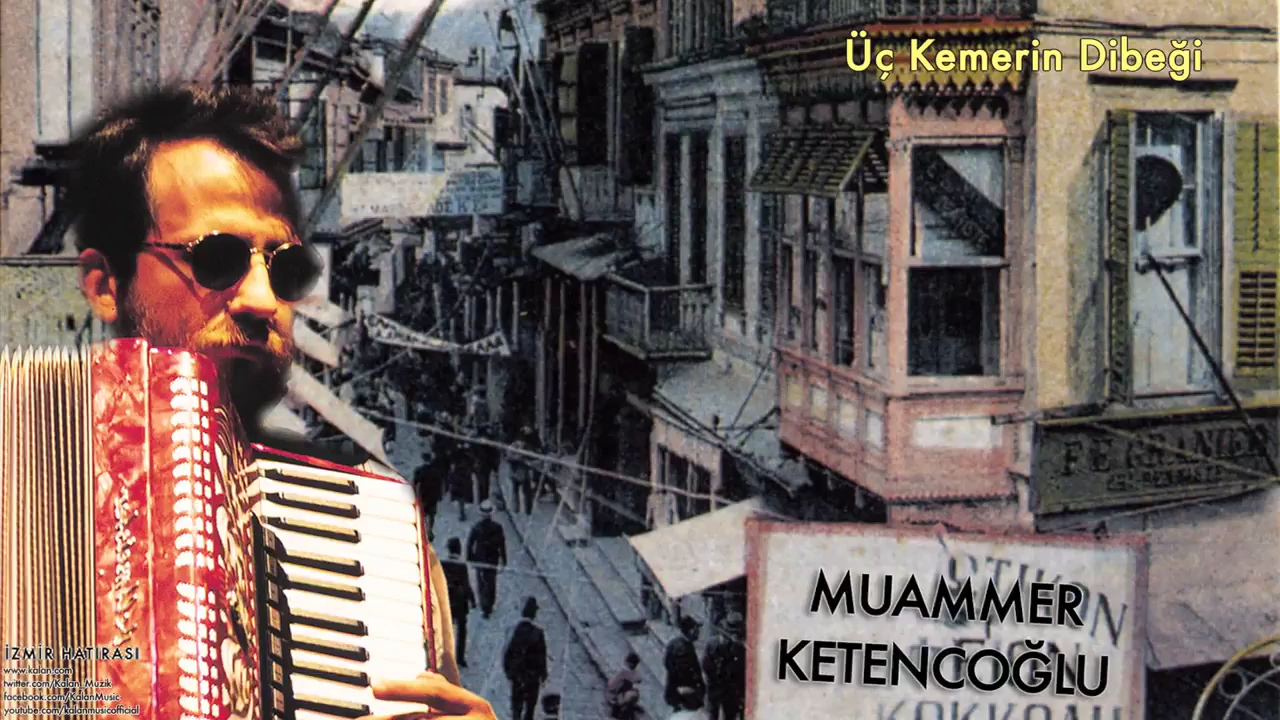 Üç Kemerin Dibeği
MUAMMER
KETENCOĞLU
KOKKOΛΗ
İZMİR HATIRASI
www.kalan.com
twitter.com/Kalan_Muzik
facebook.com/KalanMusic
youtube.com/kalanmusicofficial